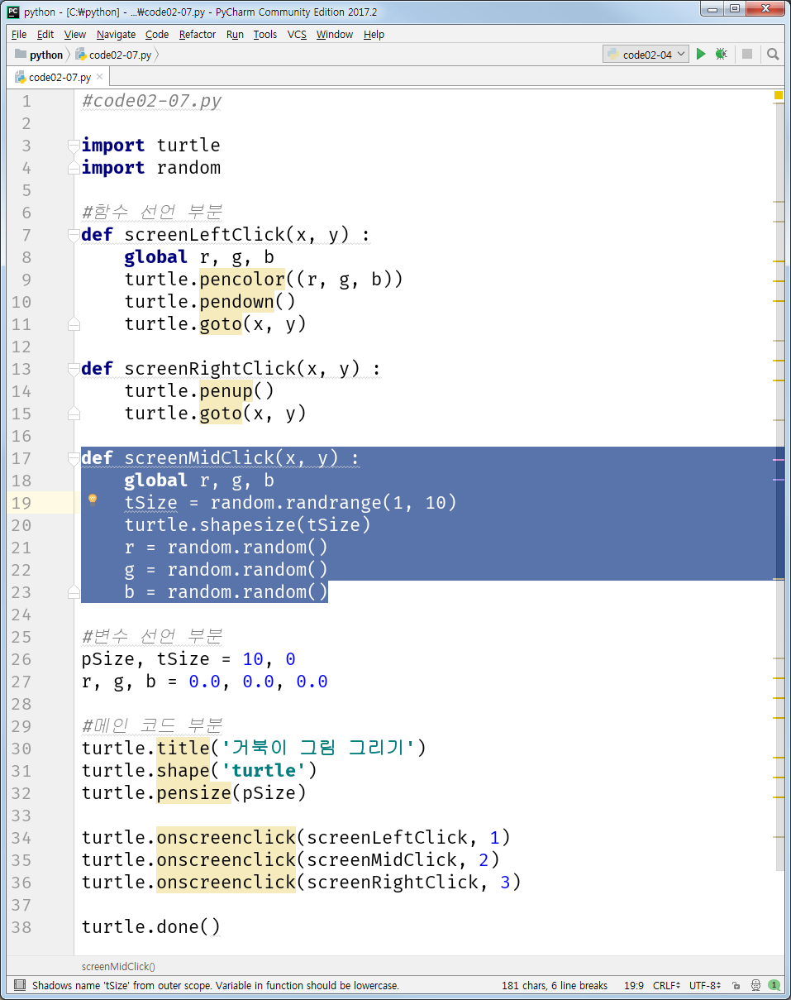 PC python - [C:₩python] - ...₩code02-07.py - PyCharm Community Edition 2017.2
File Edit View Navigate Code Refactor Run Tools VCS Window Help
python code02-07.py code02-04
code02-07.py
1 #code02-07.py
2
3 import turtle
4 import random
5
6 #함수 선언 부분
7 def screenLeftClick(x, y) :
8 global r, g, b
9 turtle.pencolor((r, g, b))
10 turtle.pendown()
11 turtle.goto(x, y)
12
13 def screenRightClick(x, y) :
14 turtle.penup()
15 turtle.goto(x, y)
16
17 def screenMidClick(x, y) :
18 global r, g, b
19 tSize = random.randrange(1, 10)
20 turtle.shapesize(tSize)
21 r = random.random()
22 g = random.random()
23 b = random.random()
24
25 #변수 선언 부분
26 pSize, tSize = 10, 0
27 r, g, b = 0.0, 0.0, 0.0
28
29 #메인 코드 부분
30 turtle.title('거북이 그림 그리기')
31 turtle.shape('turtle')
32 turtle.pensize(pSize)
33
34 turtle.onscreenclick(screenLeftClick, 1)
35 turtle.onscreenclick(screenMidClick, 2)
36 turtle.onscreenclick(screenRightClick, 3)
37
38 turtle.done()
screenMidClick()
Shadows name 'tSize' from outer scope. Variable in function should be lowercase. 181 chars, 6 line breaks 19:9 CRLF UTF-8 1